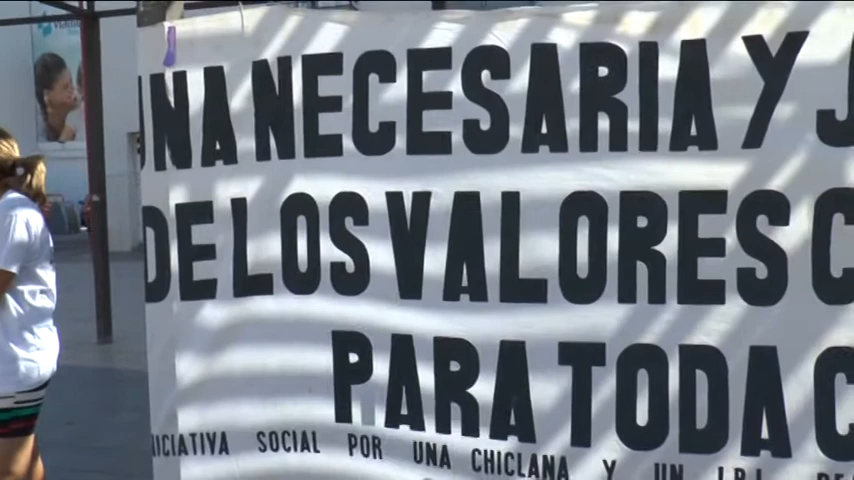 UNA NECESARIA Y J
DE LOS VALORES C
PARA TODA C
INICIATIVA SOCIAL POR UNA CHICLANA Y UN